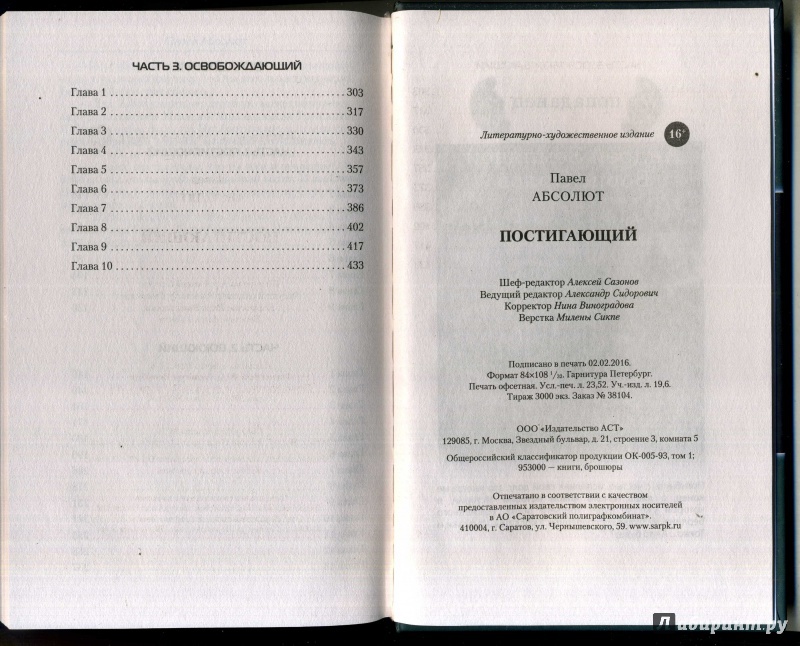 ЧАСТЬ 3. ОСВОБОЖДАЮЩИЙ
Глава 1 ........ 303
Глава 2 ........ 317
Глава 3 ........ 330
Глава 4 ........ 343
Глава 5 ........ 357
Глава 6 ........ 373
Глава 7 ........ 386
Глава 8 ........ 402
Глава 9 ........ 417
Глава 10 ........ 433
Литературно-художественное издание 16+
Павел
АБСОЛЮТ
ПОСТИГАЮЩИЙ
Шеф-редактор Алексей Сазонов
Ведущий редактор Александр Сидорович
Корректор Нина Виноградова
Верстка Милены Сикпе
Подписано в печать 02.02.2016.
Формат 84×108 1/32. Гарнитура Петербург.
Печать офсетная. Усл.-печ. л. 23,52. Уч.-изд. л. 19,6.
Тираж 3000 экз. Заказ № 38104.
ООО «Издательство АСТ»
129085, г. Москва, Звездный бульвар, д. 21, строение 3, комната 5
Общероссийский классификатор продукции ОК-005-93, том 1;
953000 — книги, брошюры
Отпечатано в соответствии с качеством
предоставленных издательством электронных носителей
в АО «Саратовский полиграфкомбинат».
410004, г. Саратов, ул. Чернышевского, 59. www.sarpk.ru
Лабиринт.ру